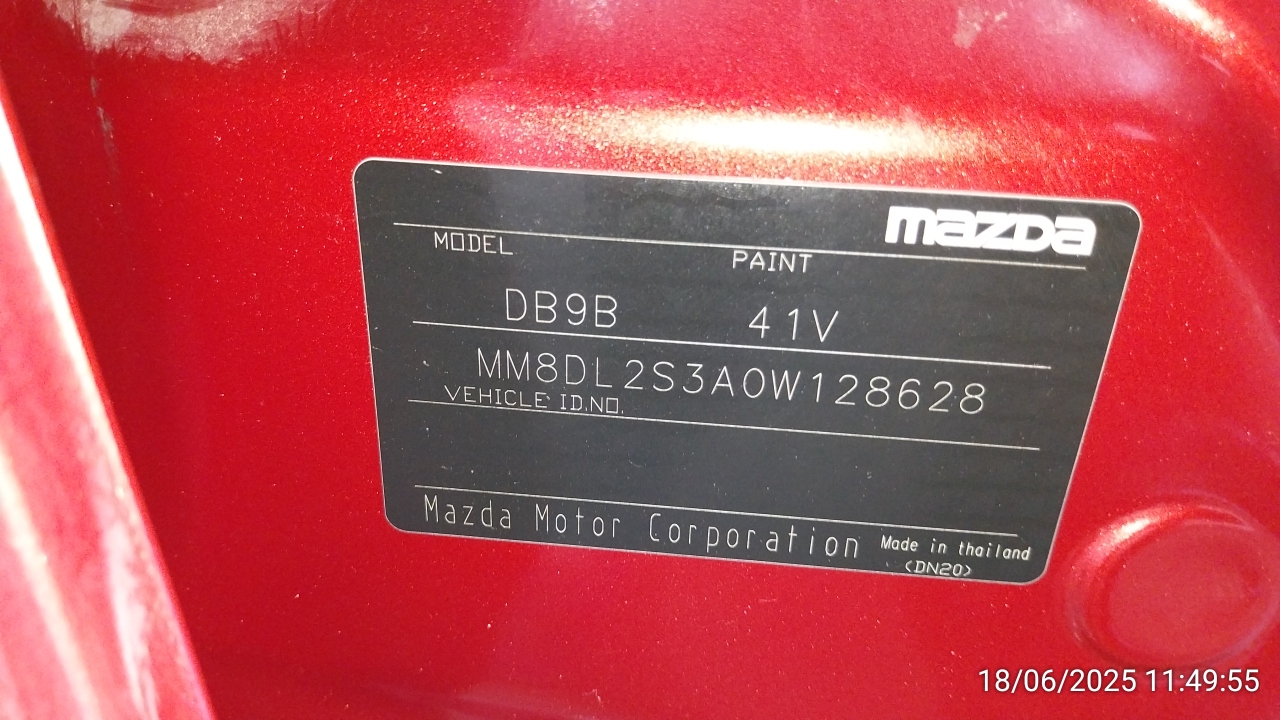 mazda
MODEL PAINT
DB9B 41V
MM8DL2S3A0W128628
VEHICLE ID.NO.
Mazda Motor Corporation Made in thailand
(DN20)
18/06/2025 11:49:55